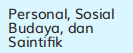 Personal, Sosial
Budaya, dan
Saintifik